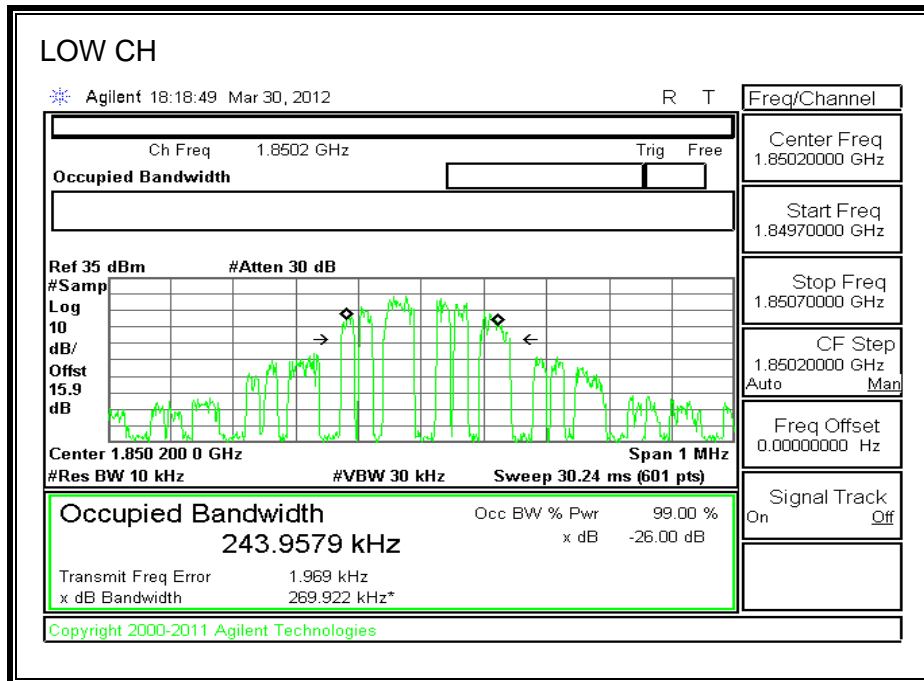 LOW CH
Agilent 18:18:49 Mar 30, 2012 R T
Freq/Channel
Ch Freq 1.8502 GHz Trig Free
Occupied Bandwidth
Center Freq
1.85020000 GHz
Start Freq
1.84970000 GHz
Stop Freq
1.85070000 GHz
CF Step
1.85020000 GHz
Auto Man
Freq Offset
0.00000000 Hz
Signal Track
On Off
Ref 35 dBm #Atten 30 dB
#Samp
Log
10
dB/
Offst
15.9
dB
Center 1.850 200 0 GHz Span 1 MHz
#Res BW 10 kHz #VBW 30 kHz Sweep 30.24 ms (601 pts)
Occupied Bandwidth Occ BW % Pwr 99.00 %
243.9579 kHz x dB -26.00 dB
Transmit Freq Error 1.969 kHz
x dB Bandwidth 269.922 kHz*
Copyright 2000-2011 Agilent Technologies